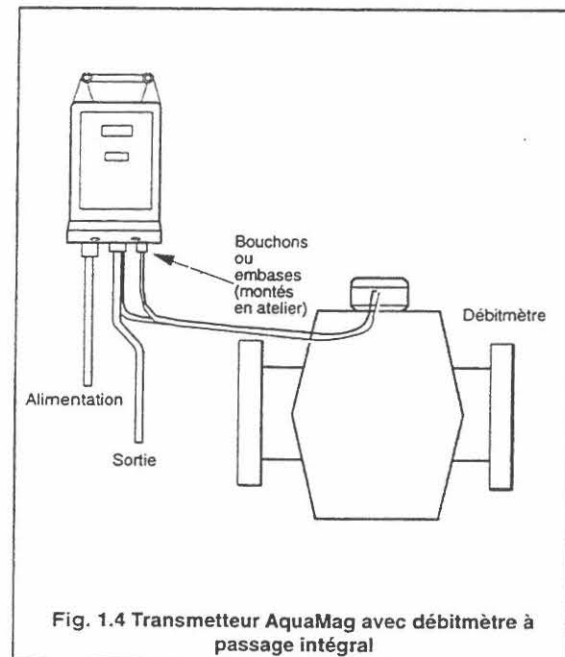 Bouchons
ou
embases
(montés
en atelier)
Débitmètre
Alimentation
Sortie
Fig. 1.4 Transmetteur AquaMag avec débitmètre à
passage intégral